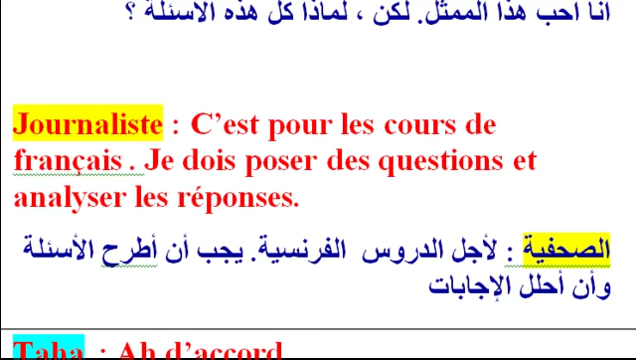 انا احب هذا الممثل. لكن ، لماذا كل هذه الاسئلة ؟
Journaliste : C’est pour les cours de
français . Je dois poser des questions et
analyser les réponses.
الصحفية : لأجل الدروس الفرنسية. يجب أن أطرح الأسئلة
وأن أحلل الإجابات
Taha : Ah d’accord